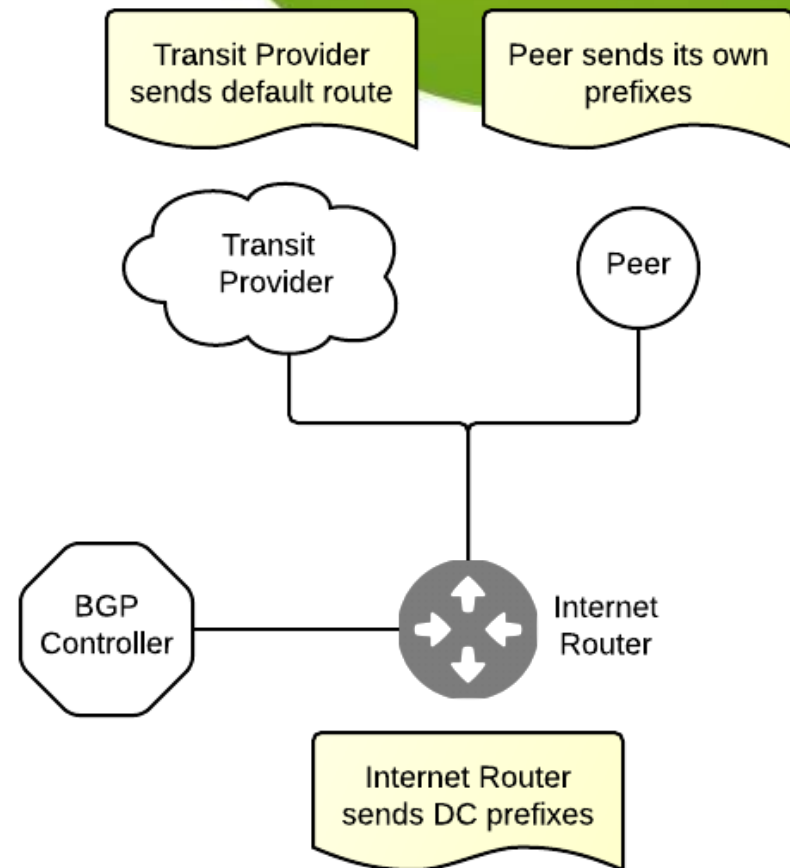 Transit Provider
sends default route
Peer sends its own
prefixes
Transit
Provider
Peer
BGP
Controller
Internet
Router
Internet Router
sends DC prefixes